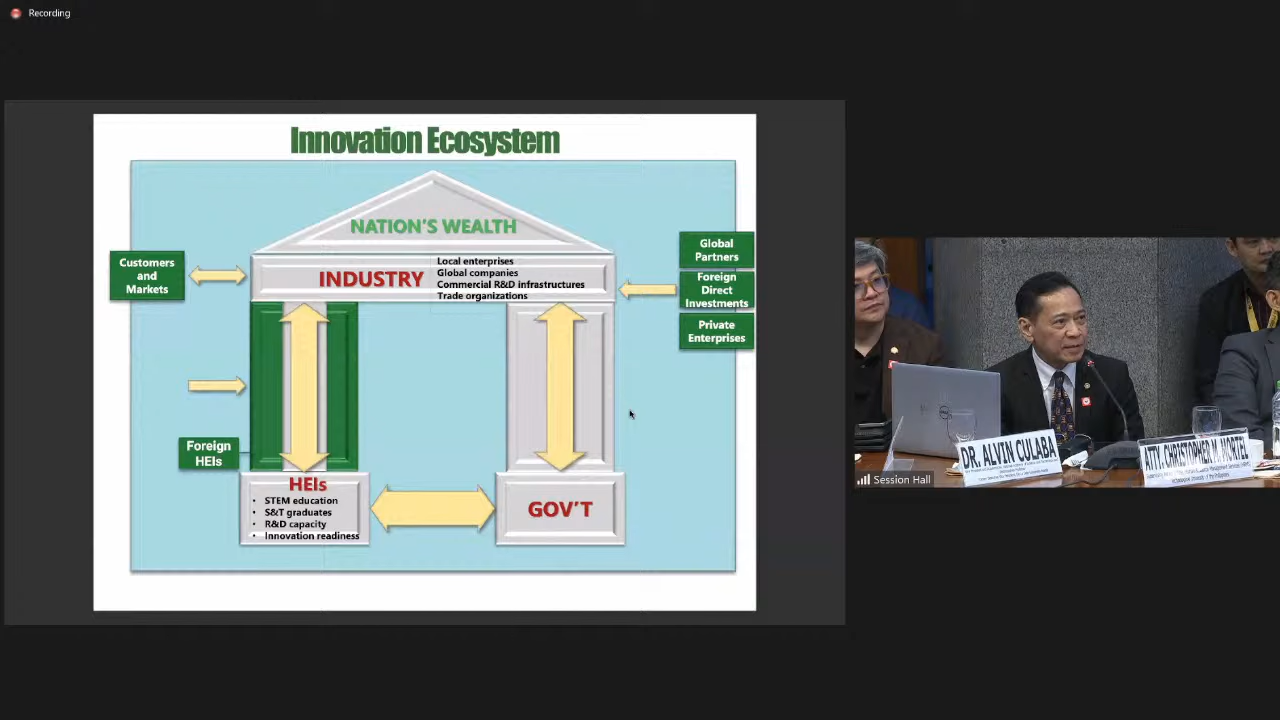 Recording
Innovation Ecosystem
NATION'S WEALTH
INDUSTRY
Local enterprises
Global companies
Commercial R&D infrastructures
Trade organizations
Customers
and
Markets
Global
Partners
Foreign
Direct
Investments
Private
Enterprises
Foreign
HEIs
HEIs
• STEM education
• S&T graduates
• R&D capacity
• Innovation readiness
GOV'T
DELL
DR. ALVIN CULABA
ATTY. CHRISTOPHER M. NORTEL
Session Hall